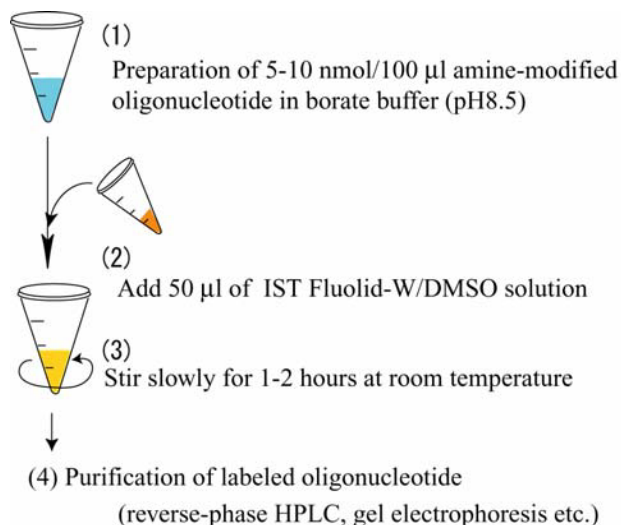 (1)
Preparation of 5-10 nmol/100 μl amine-modified
oligonucleotide in borate buffer (pH8.5)
(2)
Add 50 μl of IST Fluolid-W/DMSO solution
(3)
Stir slowly for 1-2 hours at room temperature
(4) Purification of labeled oligonucleotide
(reverse-phase HPLC, gel electrophoresis etc.)